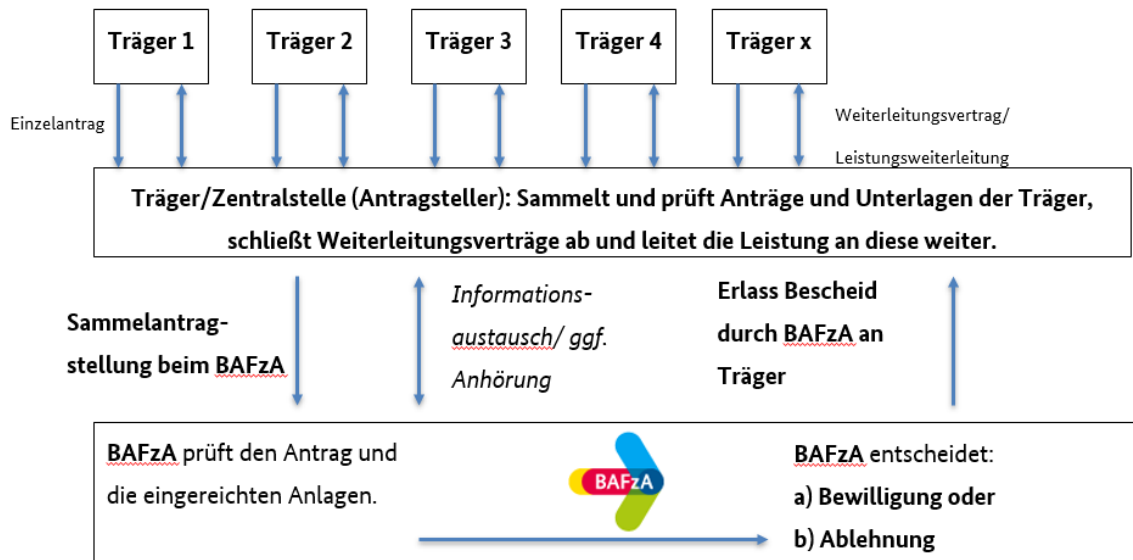 Träger 1
Träger 2
Träger 3
Träger 4
Träger x
Einzelantrag
Weiterleitungsvertrag/
Leistungsweiterleitung
Träger/Zentralstelle (Antragsteller): Sammelt und prüft Anträge und Unterlagen der Träger,
schließt Weiterleitungsverträge ab und leitet die Leistung an diese weiter.
Sammelantrag-
stellung beim BAFzA
Informations-
austausch/ ggf.
Anhörung
Erlass Bescheid
durch BAFzA an
Träger
BAFzA prüft den Antrag und
die eingereichten Anlagen.
BAFzA
BAFzA entscheidet:
a) Bewilligung oder
b) Ablehnung